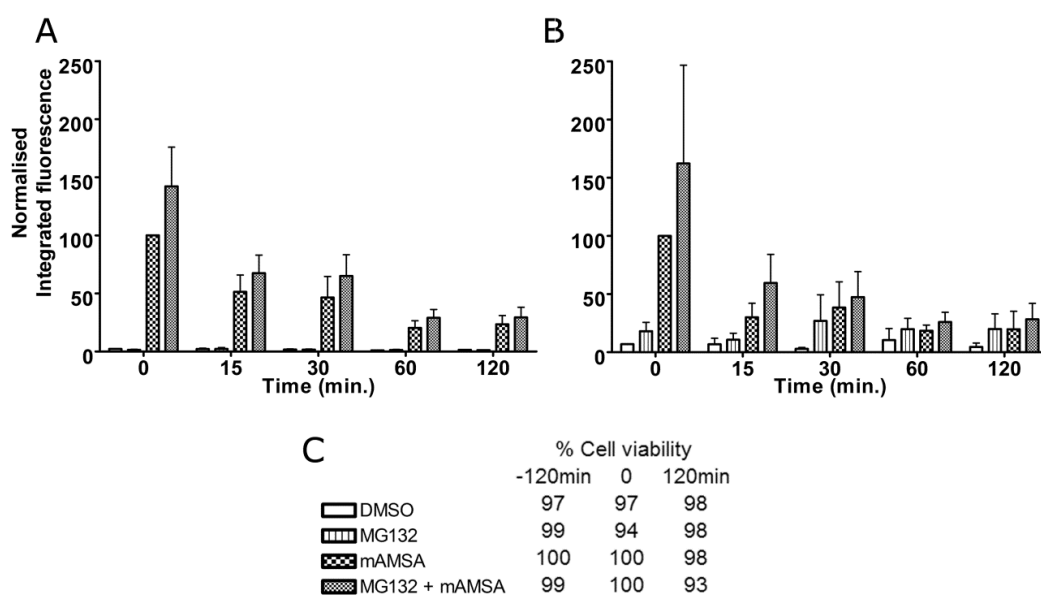 A
Normalised
Integrated fluorescence
250
200
150
100
50
0
0 15 30 60 120
Time (min.)
B
250
200
150
100
50
0
0 15 30 60 120
Time (min.)
C
% Cell viability
-120min 0 120min
DMSO 97 97 98
MG132 99 94 98
mAMSA 100 100 98
MG132 + mAMSA 99 100 93